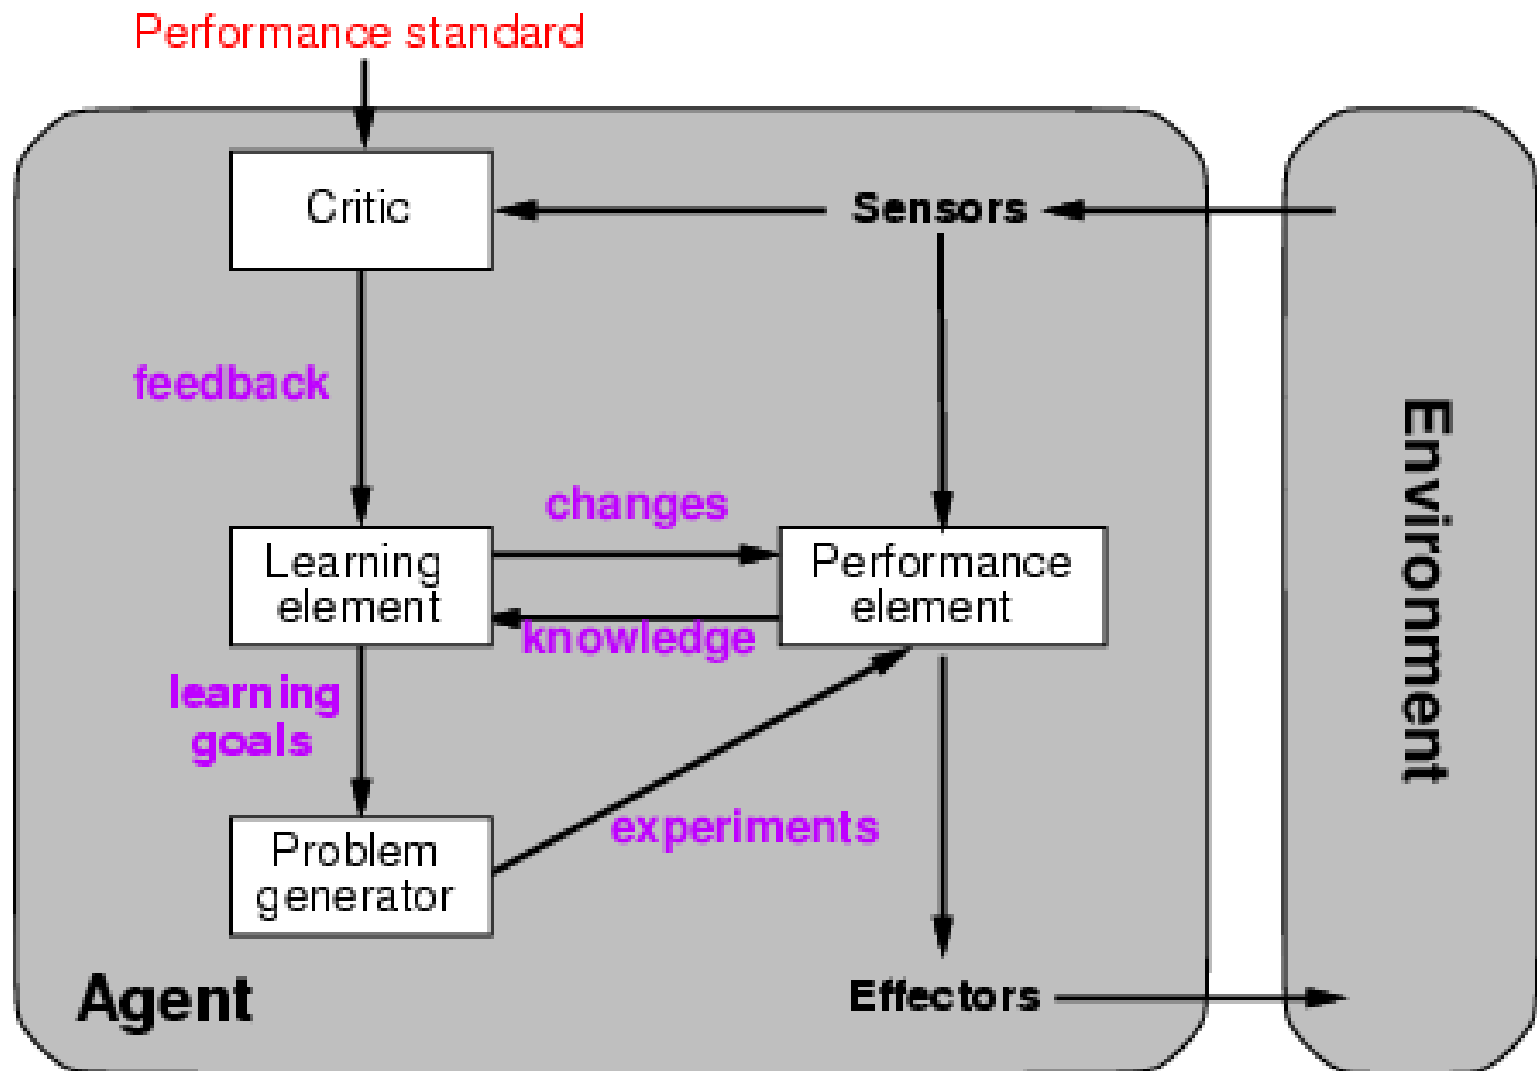 Performance standard
Critic
Sensors
feedback
changes
Learning
element
Performance
element
knowledge
learning
goals
experiments
Problem
generator
Agent
Effectors
Environment